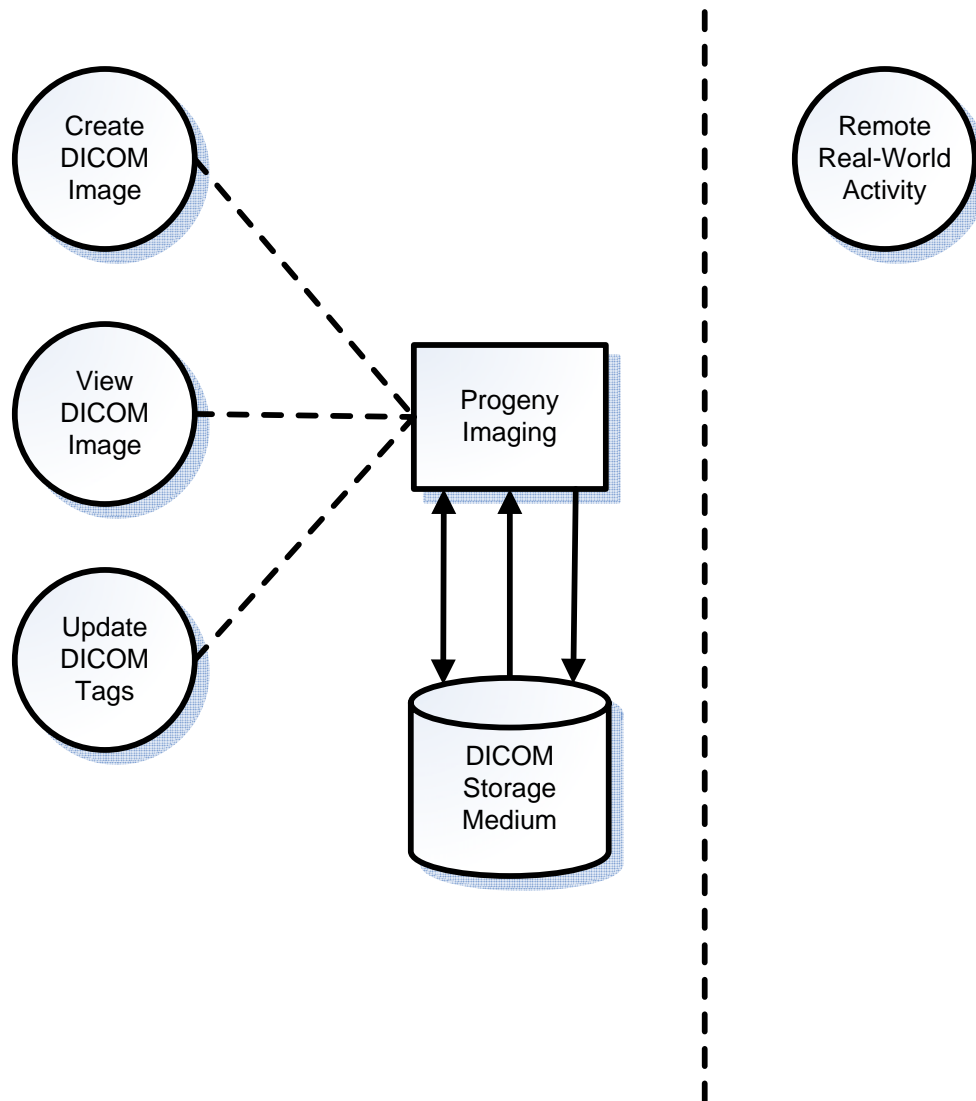 Create
DICOM
Image
Remote
Real-World
Activity
View
DICOM
Image
Progeny
Imaging
Update
DICOM
Tags
DICOM
Storage
Medium